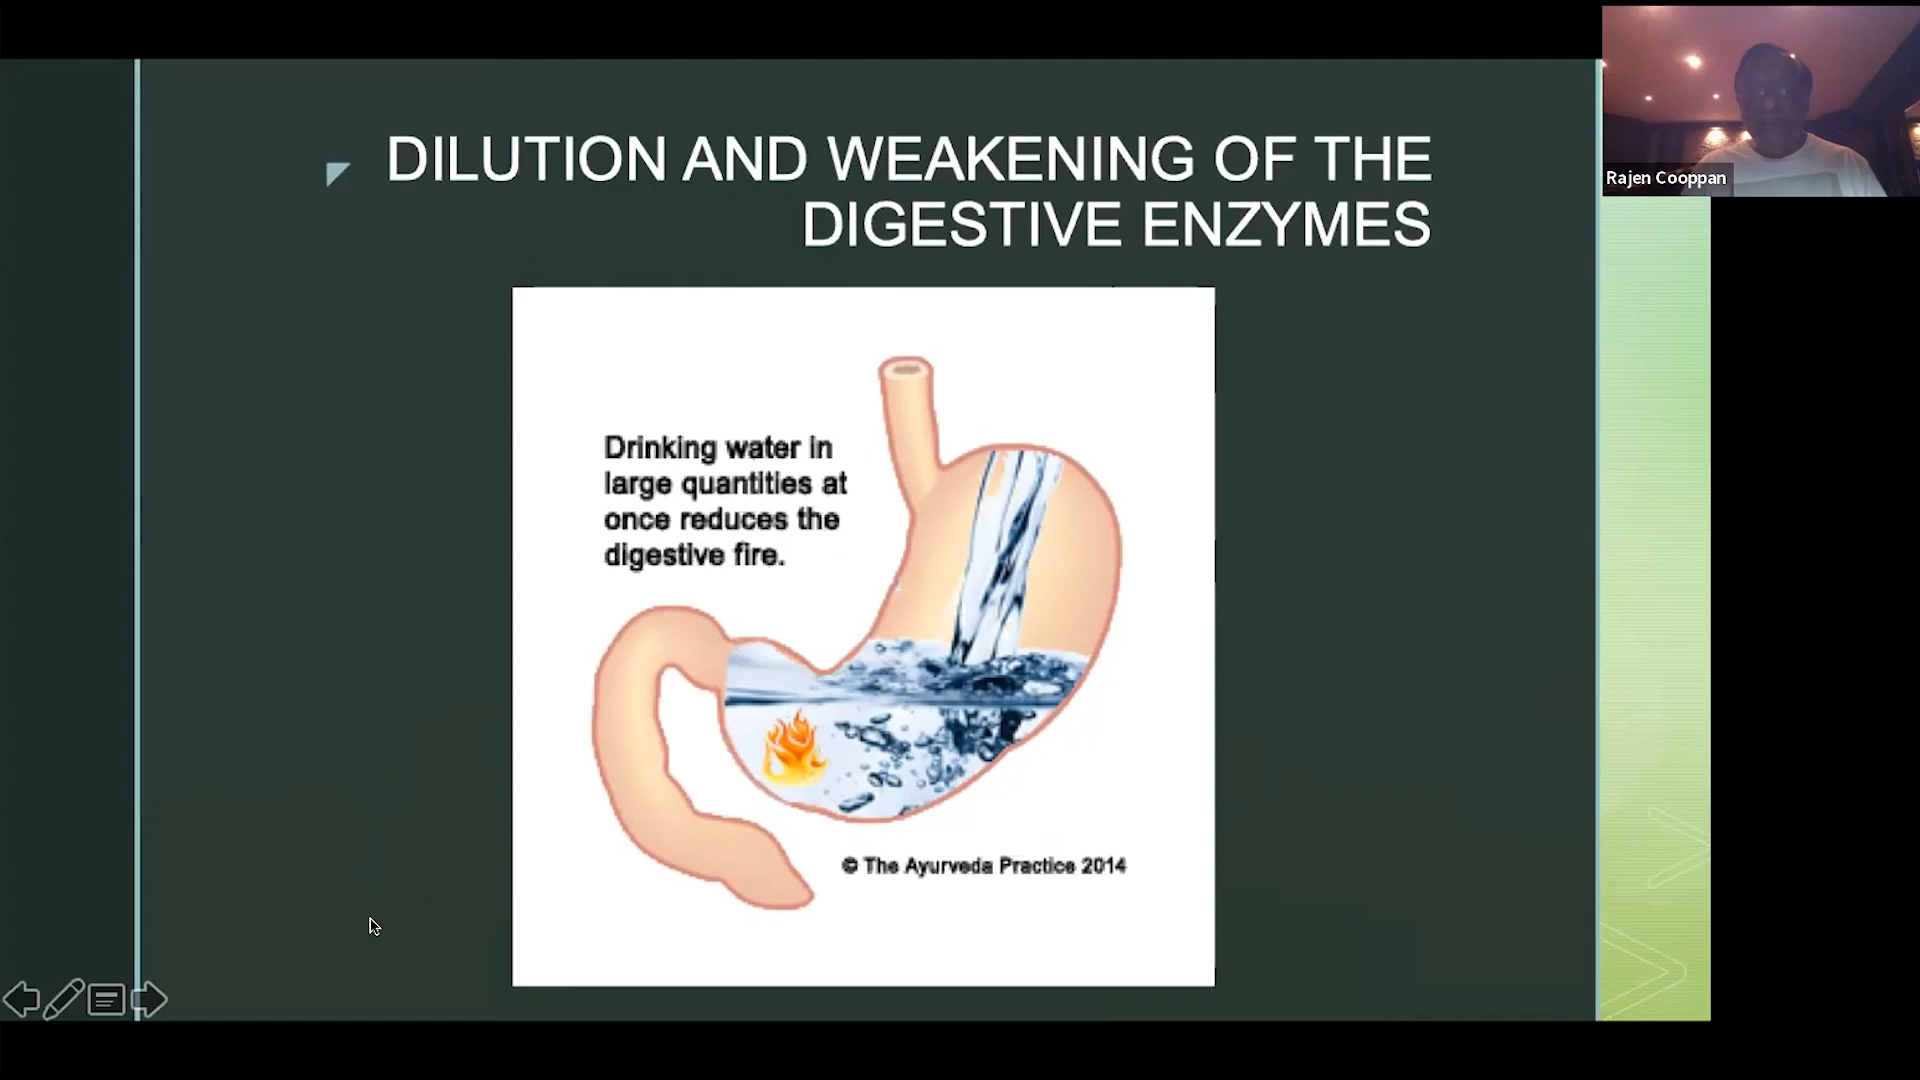 DILUTION AND WEAKENING OF THE
DIGESTIVE ENZYMES
Rajen Cooppan
Drinking water in
large quantities at
once reduces the
digestive fire.
© The Ayurveda Practice 2014